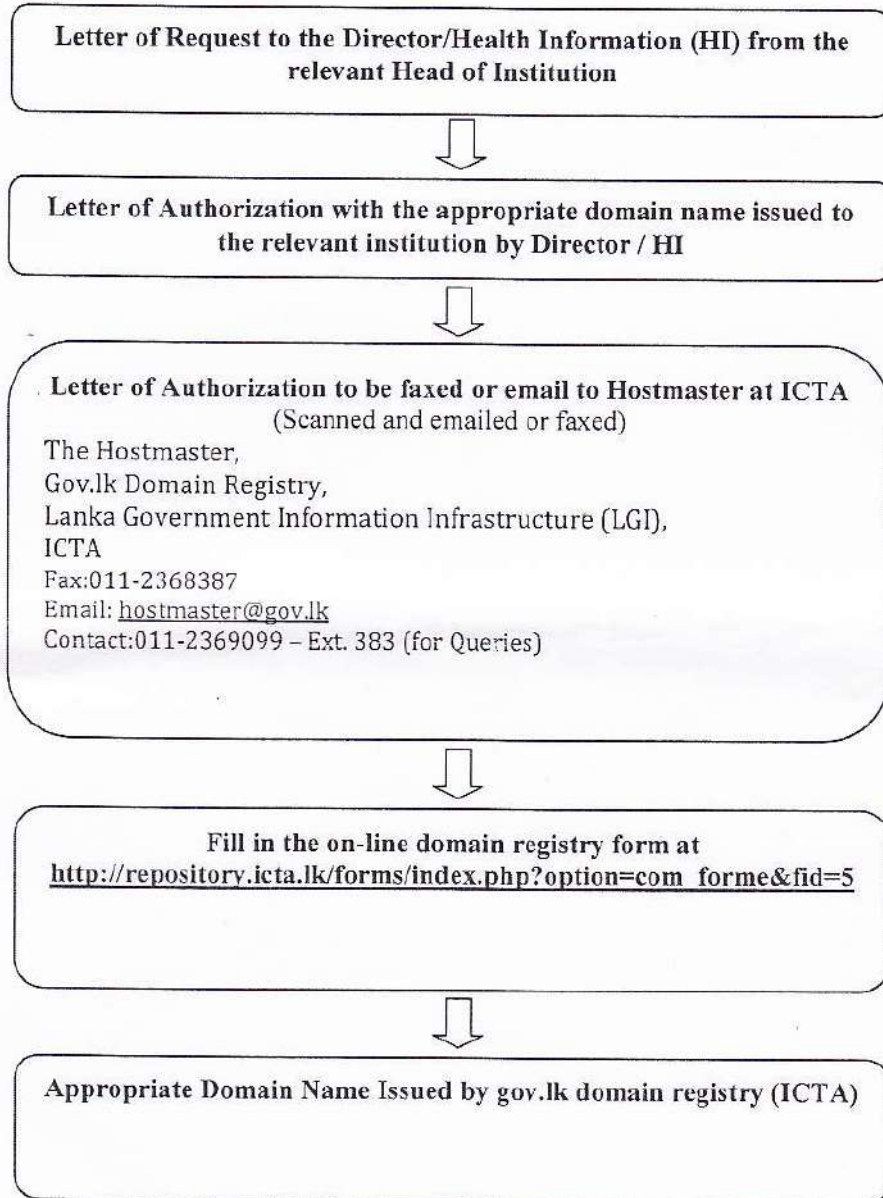 Letter of Request to the Director/Health Information (HI) from the
relevant Head of Institution
Letter of Authorization with the appropriate domain name issued to
the relevant institution by Director / HI
Letter of Authorization to be faxed or email to Hostmaster at ICTA
(Scanned and emailed or faxed)
The Hostmaster,
Gov.lk Domain Registry,
Lanka Government Information Infrastructure (LGI),
ICTA
Fax:011-2368387
Email: hostmaster@gov.lk
Contact:011-2369099 – Ext. 383 (for Queries)
Fill in the on-line domain registry form at
http://repository.icta.lk/forms/index.php?option=com_forme&fid=5
Appropriate Domain Name Issued by gov.lk domain registry (ICTA)